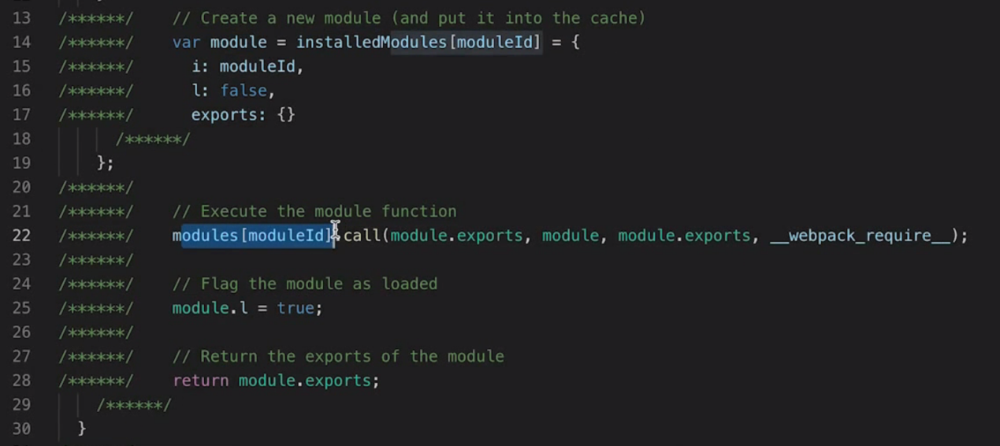 13 /******/ // Create a new module (and put it into the cache)
14 /******/ var module = installedModules[moduleId] = {
15 /******/ i: moduleId,
16 /******/ l: false,
17 /******/ exports: {}
18 /******/
19 };
20 /******/
21 /******/ // Execute the module function
22 /******/ modules[moduleId].call(module.exports, module, module.exports, __webpack_require__);
23 /******/
24 /******/ // Flag the module as loaded
25 /******/ module.l = true;
26 /******/
27 /******/ // Return the exports of the module
28 /******/ return module.exports;
29 /******/
30 }